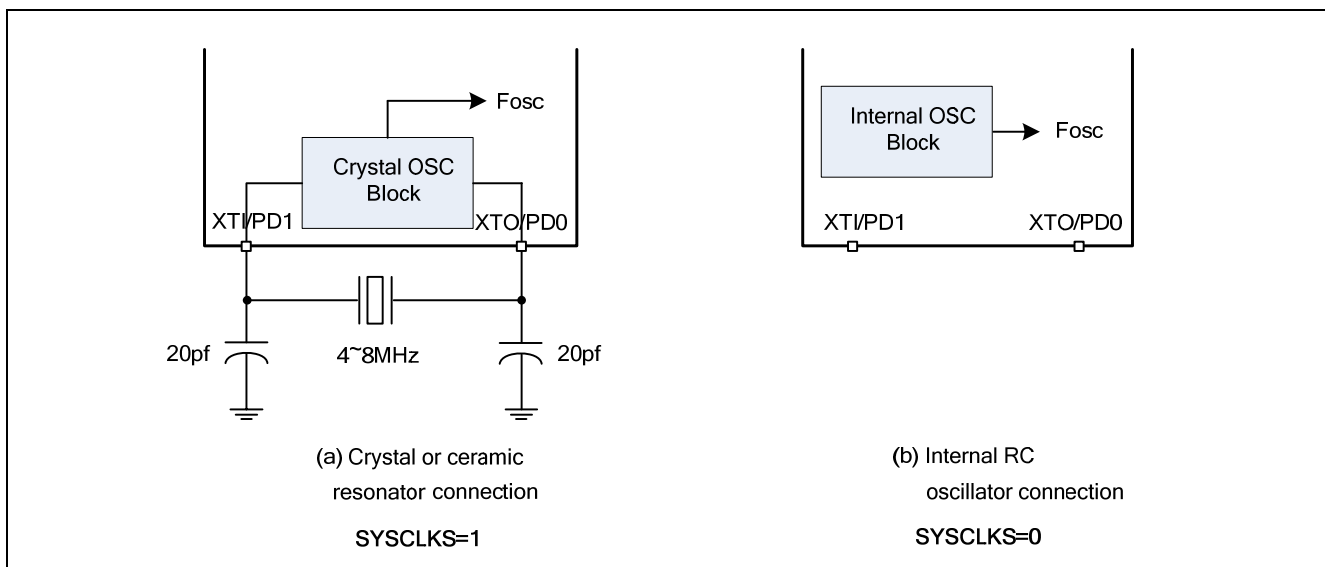 Fosc
Crystal OSC
Block
XTI/PD1
XTO/PD0
20pf
4~8MHz
20pf
(a) Crystal or ceramic
resonator connection
SYSCLKS=1
Internal OSC
Block
Fosc
XTI/PD1
XTO/PD0
(b) Internal RC
oscillator connection
SYSCLKS=0